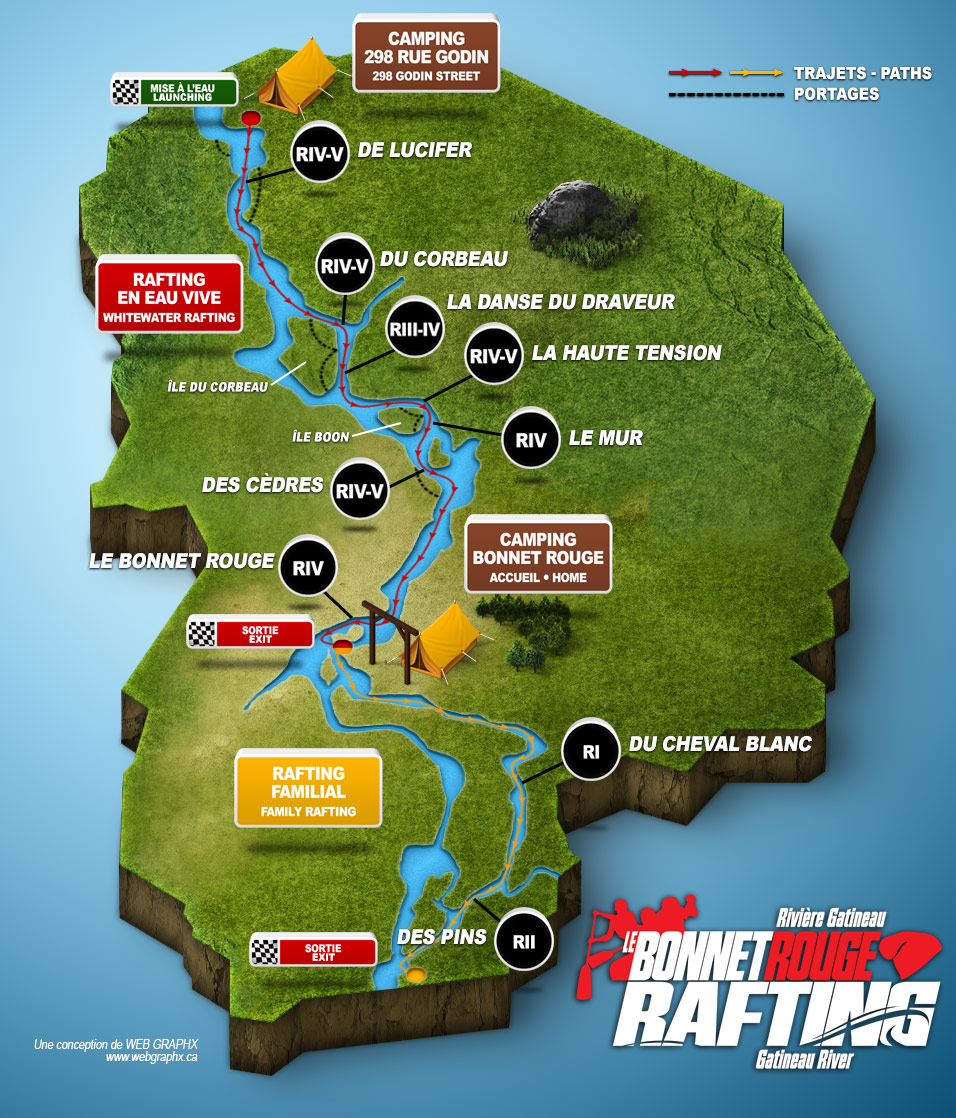 CAMPING
298 RUE GODIN
298 GODIN STREET
MISE À L'EAU
LAUNCHING
TRAJETS - PATHS
PORTAGES
RIV-V
DE LUCIFER
RIV-V
DU CORBEAU
RAFTING
EN EAU VIVE
WHITEWATER RAFTING
RIII-IV
LA DANSE DU DRAVEUR
RIV-V
LA HAUTE TENSION
ÎLE DU CORBEAU
ÎLE BOON
RIV
LE MUR
DES CÈDRES
RIV-V
CAMPING
BONNET ROUGE
ACCUEIL • HOME
LE BONNET ROUGE
RIV
SORTIE
EXIT
RI
DU CHEVAL BLANC
RAFTING
FAMILIAL
FAMILY RAFTING
DES PINS
RII
SORTIE
EXIT
Rivière Gatineau
LE BONNET ROUGE
RAFTING
Gatineau River
Une conception de WEB GRAPHX
www.webgraphx.ca